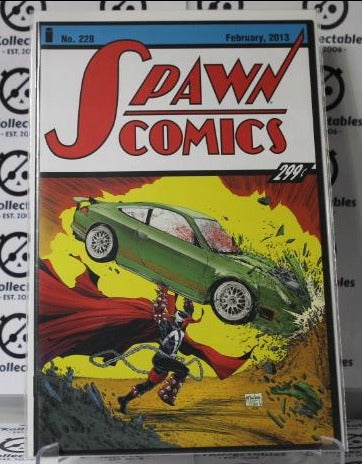 No. 228
February, 2013
SPAWN
COMICS
299¢